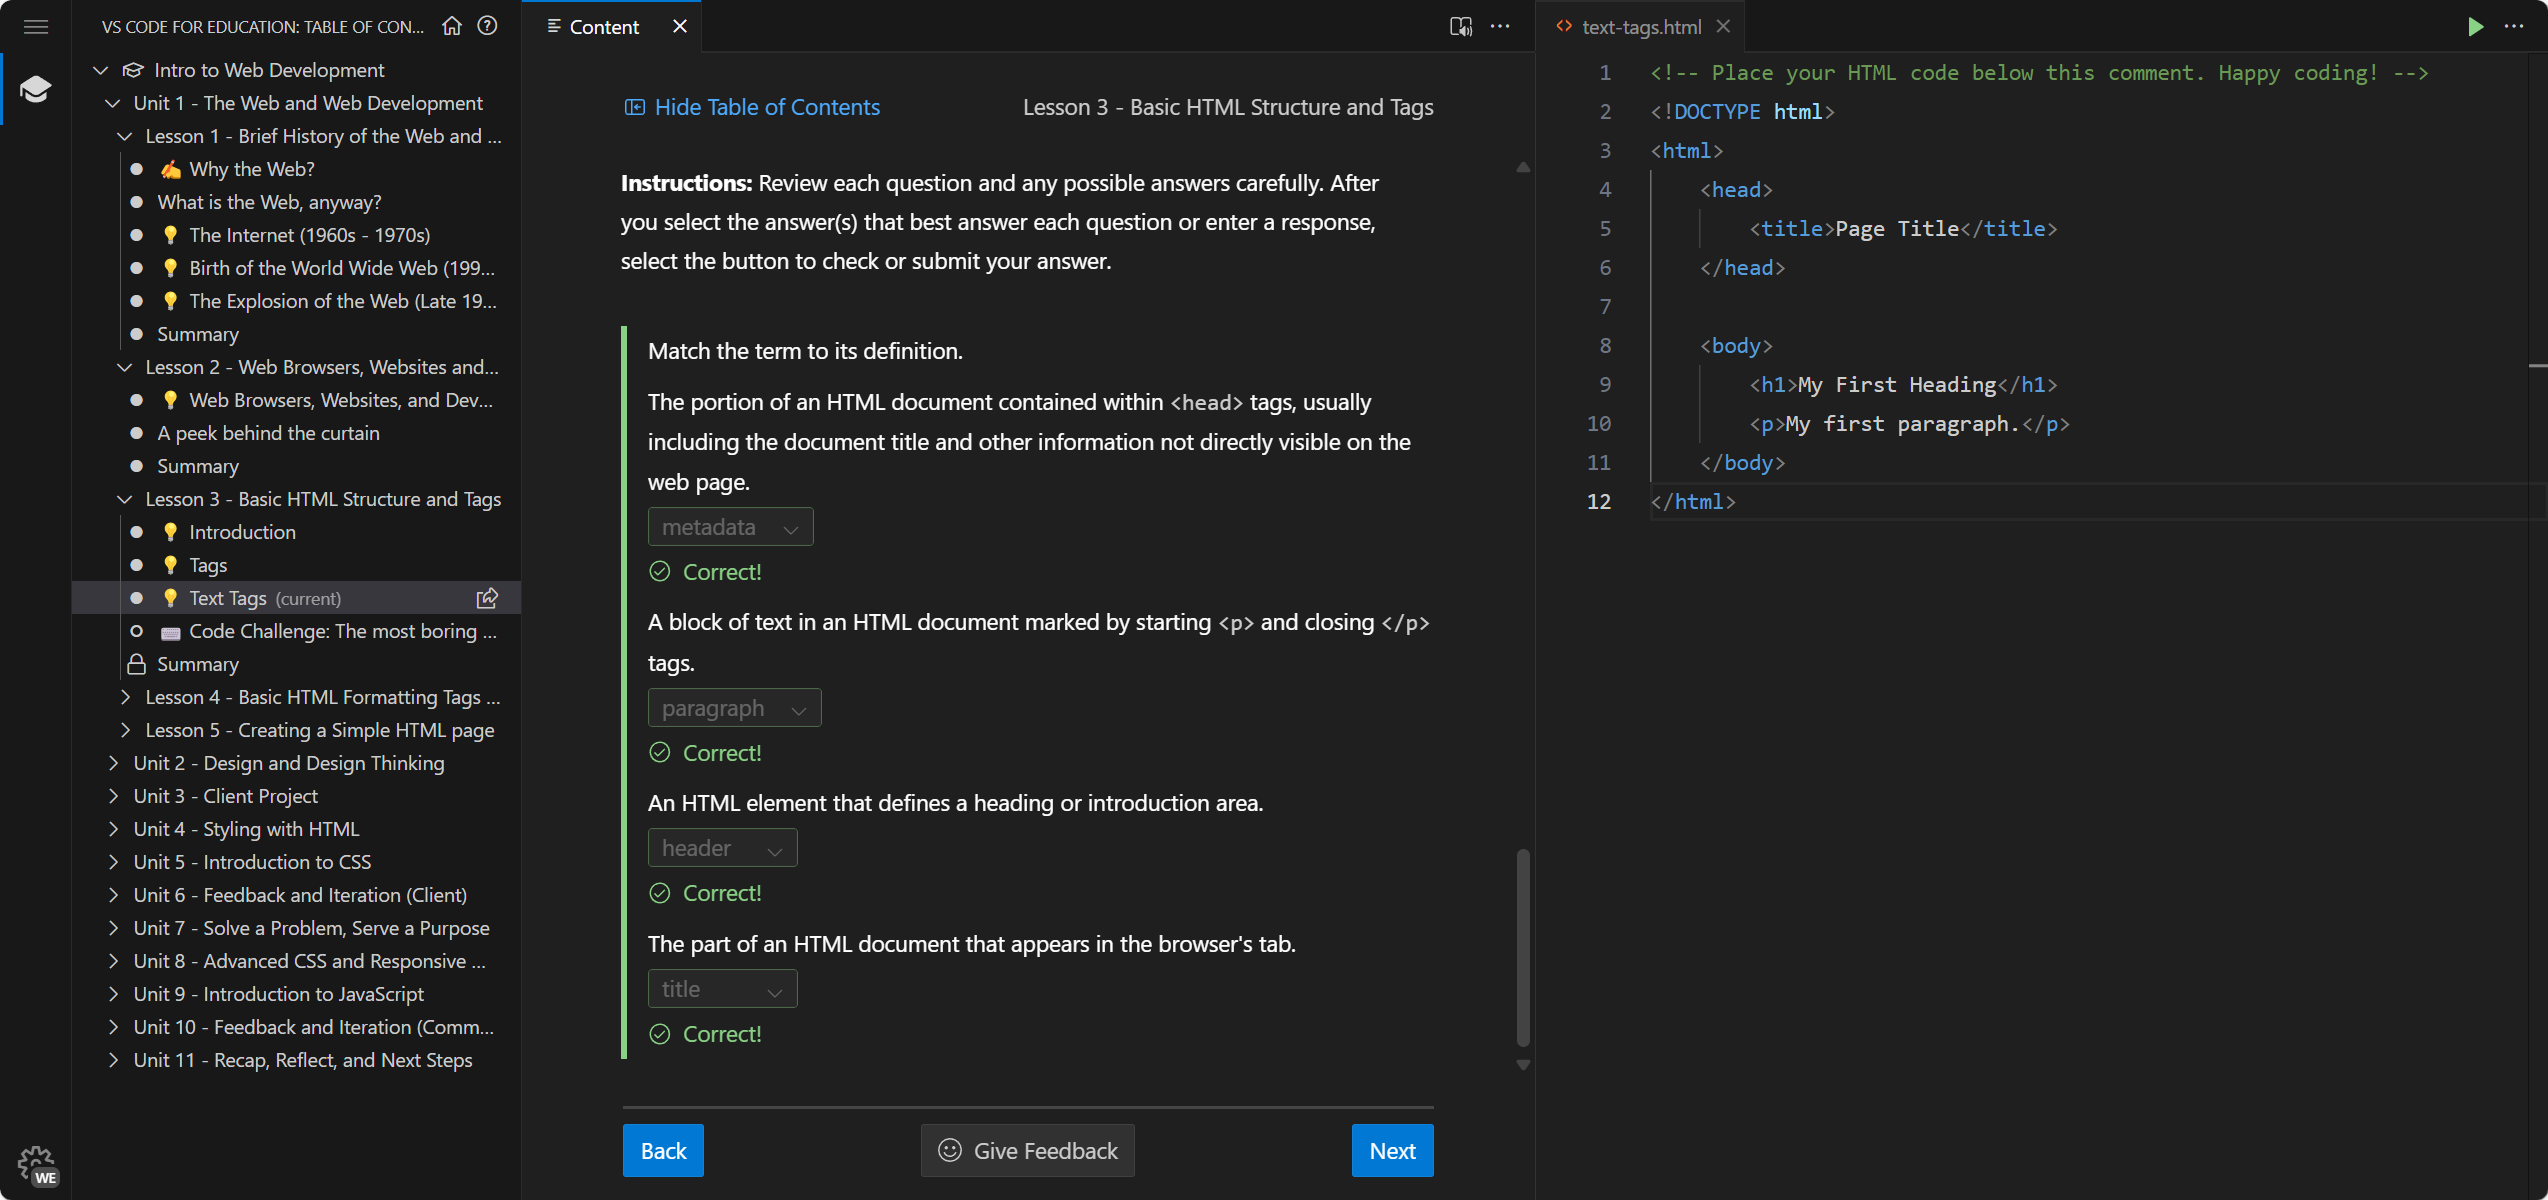 VS CODE FOR EDUCATION: TABLE OF CON...
Intro to Web Development
Unit 1 - The Web and Web Development
Lesson 1 - Brief History of the Web and ...
✍ Why the Web?
What is the Web, anyway?
💡 The Internet (1960s - 1970s)
💡 Birth of the World Wide Web (199...
💡 The Explosion of the Web (Late 19...
Summary
Lesson 2 - Web Browsers, Websites and...
💡 Web Browsers, Websites, and Dev...
A peek behind the curtain
Summary
Lesson 3 - Basic HTML Structure and Tags
💡 Introduction
💡 Tags
💡 Text Tags (current)
⌨ Code Challenge: The most boring ...
Summary
Lesson 4 - Basic HTML Formatting Tags ...
Lesson 5 - Creating a Simple HTML page
Unit 2 - Design and Design Thinking
Unit 3 - Client Project
Unit 4 - Styling with HTML
Unit 5 - Introduction to CSS
Unit 6 - Feedback and Iteration (Client)
Unit 7 - Solve a Problem, Serve a Purpose
Unit 8 - Advanced CSS and Responsive ...
Unit 9 - Introduction to JavaScript
Unit 10 - Feedback and Iteration (Comm...
Unit 11 - Recap, Reflect, and Next Steps
WE
Content
Hide Table of Contents
Lesson 3 - Basic HTML Structure and Tags
Instructions: Review each question and any possible answers carefully. After
you select the answer(s) that best answer each question or enter a response,
select the button to check or submit your answer.
Match the term to its definition.
The portion of an HTML document contained within <head> tags, usually
including the document title and other information not directly visible on the
web page.
metadata
Correct!
A block of text in an HTML document marked by starting <p> and closing </p>
tags.
paragraph
Correct!
An HTML element that defines a heading or introduction area.
header
Correct!
The part of an HTML document that appears in the browser's tab.
title
Correct!
Back
Give Feedback
Next
text-tags.html
1 <!-- Place your HTML code below this comment. Happy coding! -->
2 <!DOCTYPE html>
3 <html>
4 <head>
5 <title>Page Title</title>
6 </head>
7
8 <body>
9 <h1>My First Heading</h1>
10 <p>My first paragraph.</p>
11 </body>
12 </html>